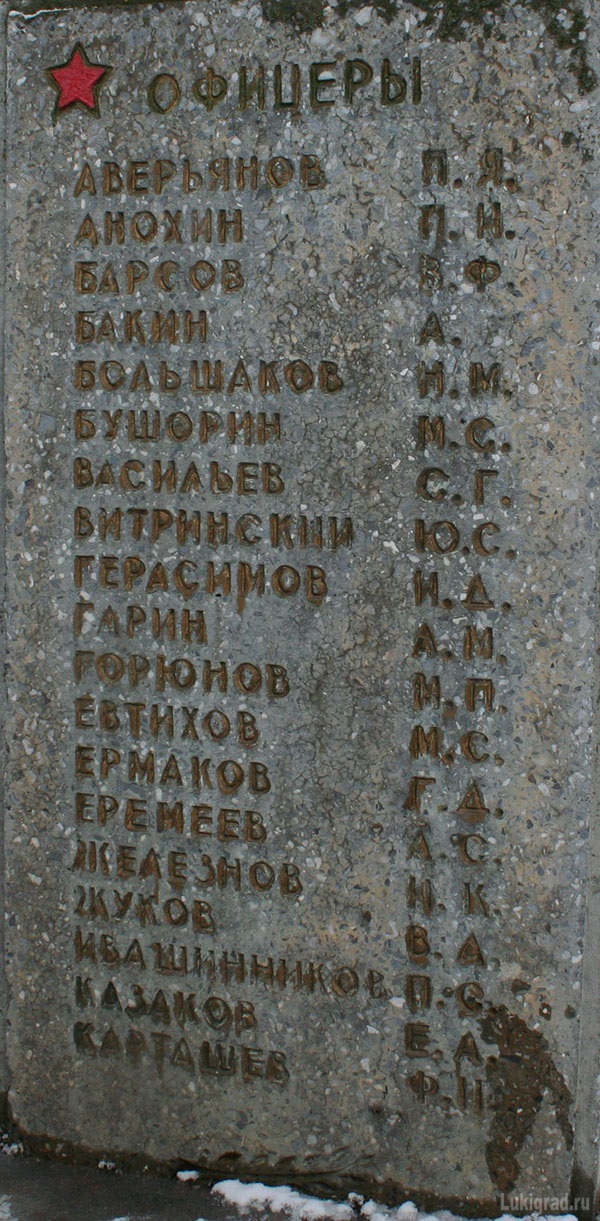 ОФИЦЕРЫ
АВЕРЬЯНОВ П. Я.
АНОХИН П. И.
БАРСОВ В. Ф.
БАКИН А.
БОЛЬШАКОВ Н. М.
БУШОРИН М. С.
ВАСИЛЬЕВ С. Г.
ВИТРИНСКИИ Ю. С.
ГЕРАСИМОВ И. Д.
ГАРИН А. М.
ГОРЮНОВ М. П.
ЕВТИХОВ М. С.
ЕРМАКОВ Г. Д.
ЕРЕМЕЕВ С.
ЖЕЛЕЗНОВ Н. К.
ЖУКОВ В. А.
ИВАШИННИКОВ П. С.
КАЗАКОВ Е. А.
КАРТАШЕВ Ф.
Lukigrad.ru